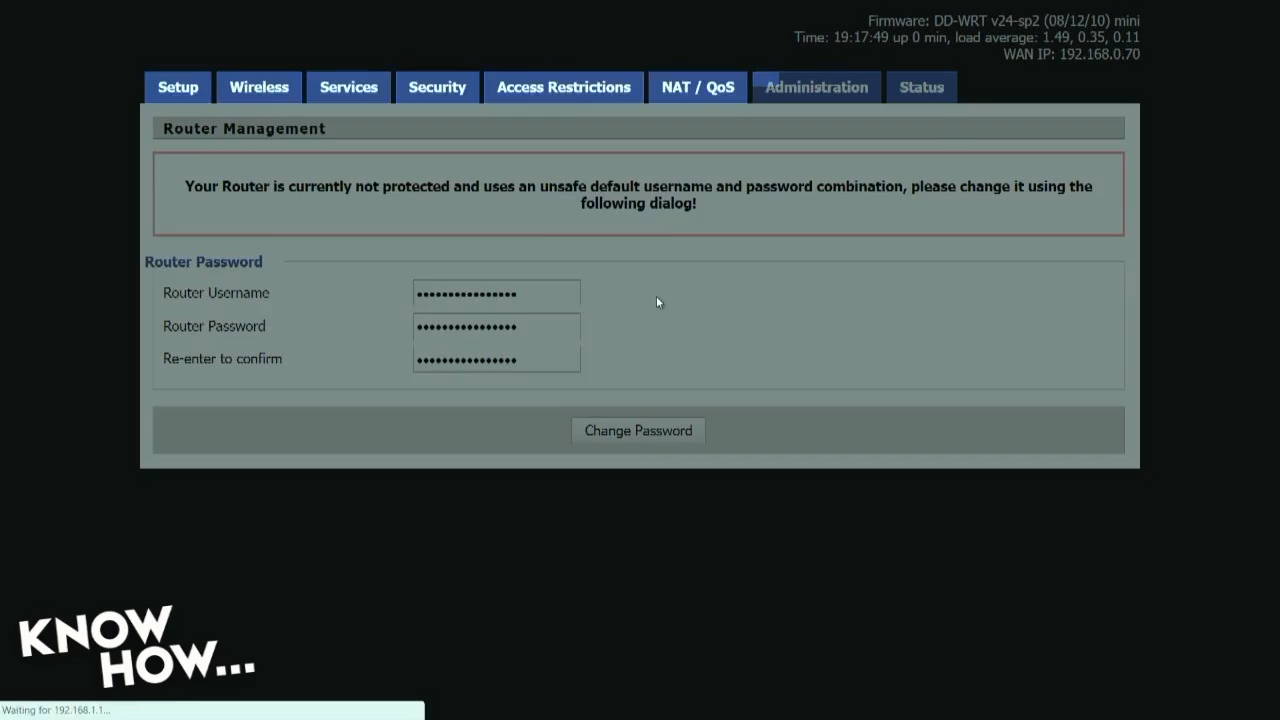 Firmware: DD-WRT v24-sp2 (08/12/10) mini
Time: 19:17:49 up 0 min, load average: 1.49, 0.35, 0.11
WAN IP: 192.168.0.70
Setup Wireless Services Security Access Restrictions NAT / QoS Administration Status
Router Management
Your Router is currently not protected and uses an unsafe default username and password combination, please change it using the
following dialog!
Router Password
Router Username ••••••••••••••••
Router Password ••••••••••••••••
Re-enter to confirm ••••••••••••••••
Change Password
KNOW
HOW...
Waiting for 192.168.1.1...